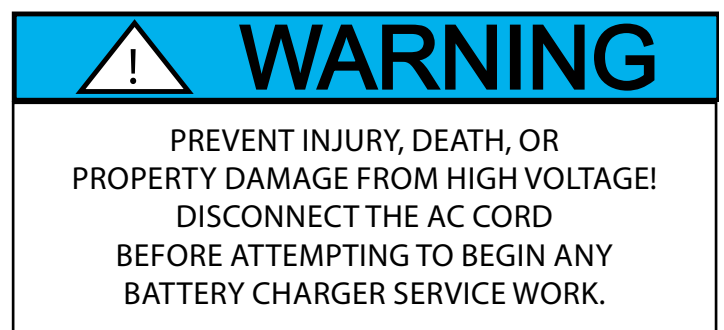 ! WARNING
PREVENT INJURY, DEATH, OR
PROPERTY DAMAGE FROM HIGH VOLTAGE!
DISCONNECT THE AC CORD
BEFORE ATTEMPTING TO BEGIN ANY
BATTERY CHARGER SERVICE WORK.